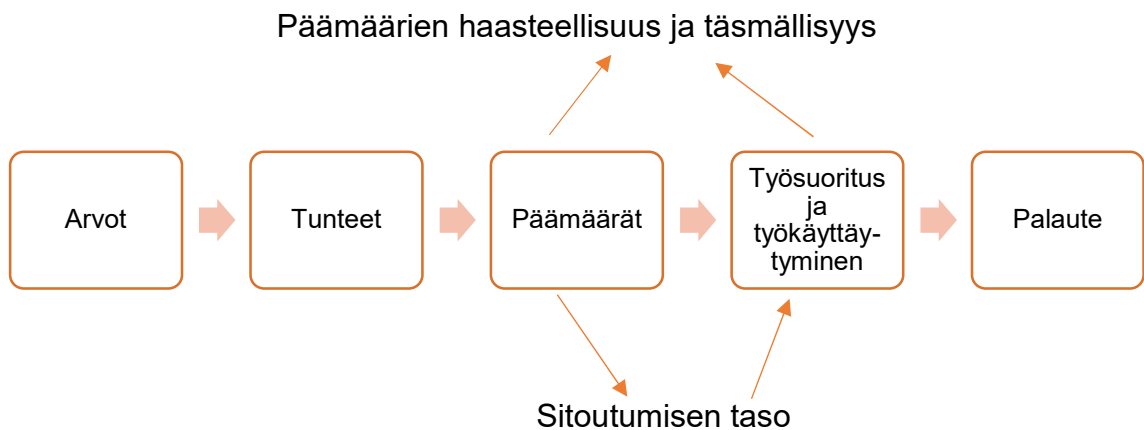 Päämäärien haasteellisuus ja täsmällisyys
Arvot
Tunteet
Päämäärät
Työsuoritus
ja
työkäyttäy-
tyminen
Palaute
Sitoutumisen taso